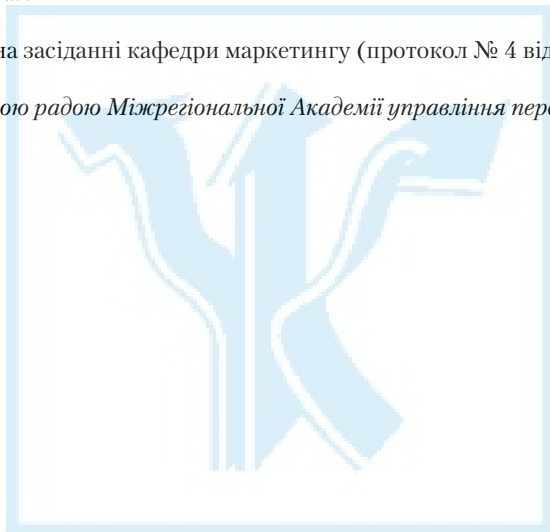 на засіданні кафедри маркетингу (протокол № 4 від
ою радою Міжрегіональної Академії управління перс